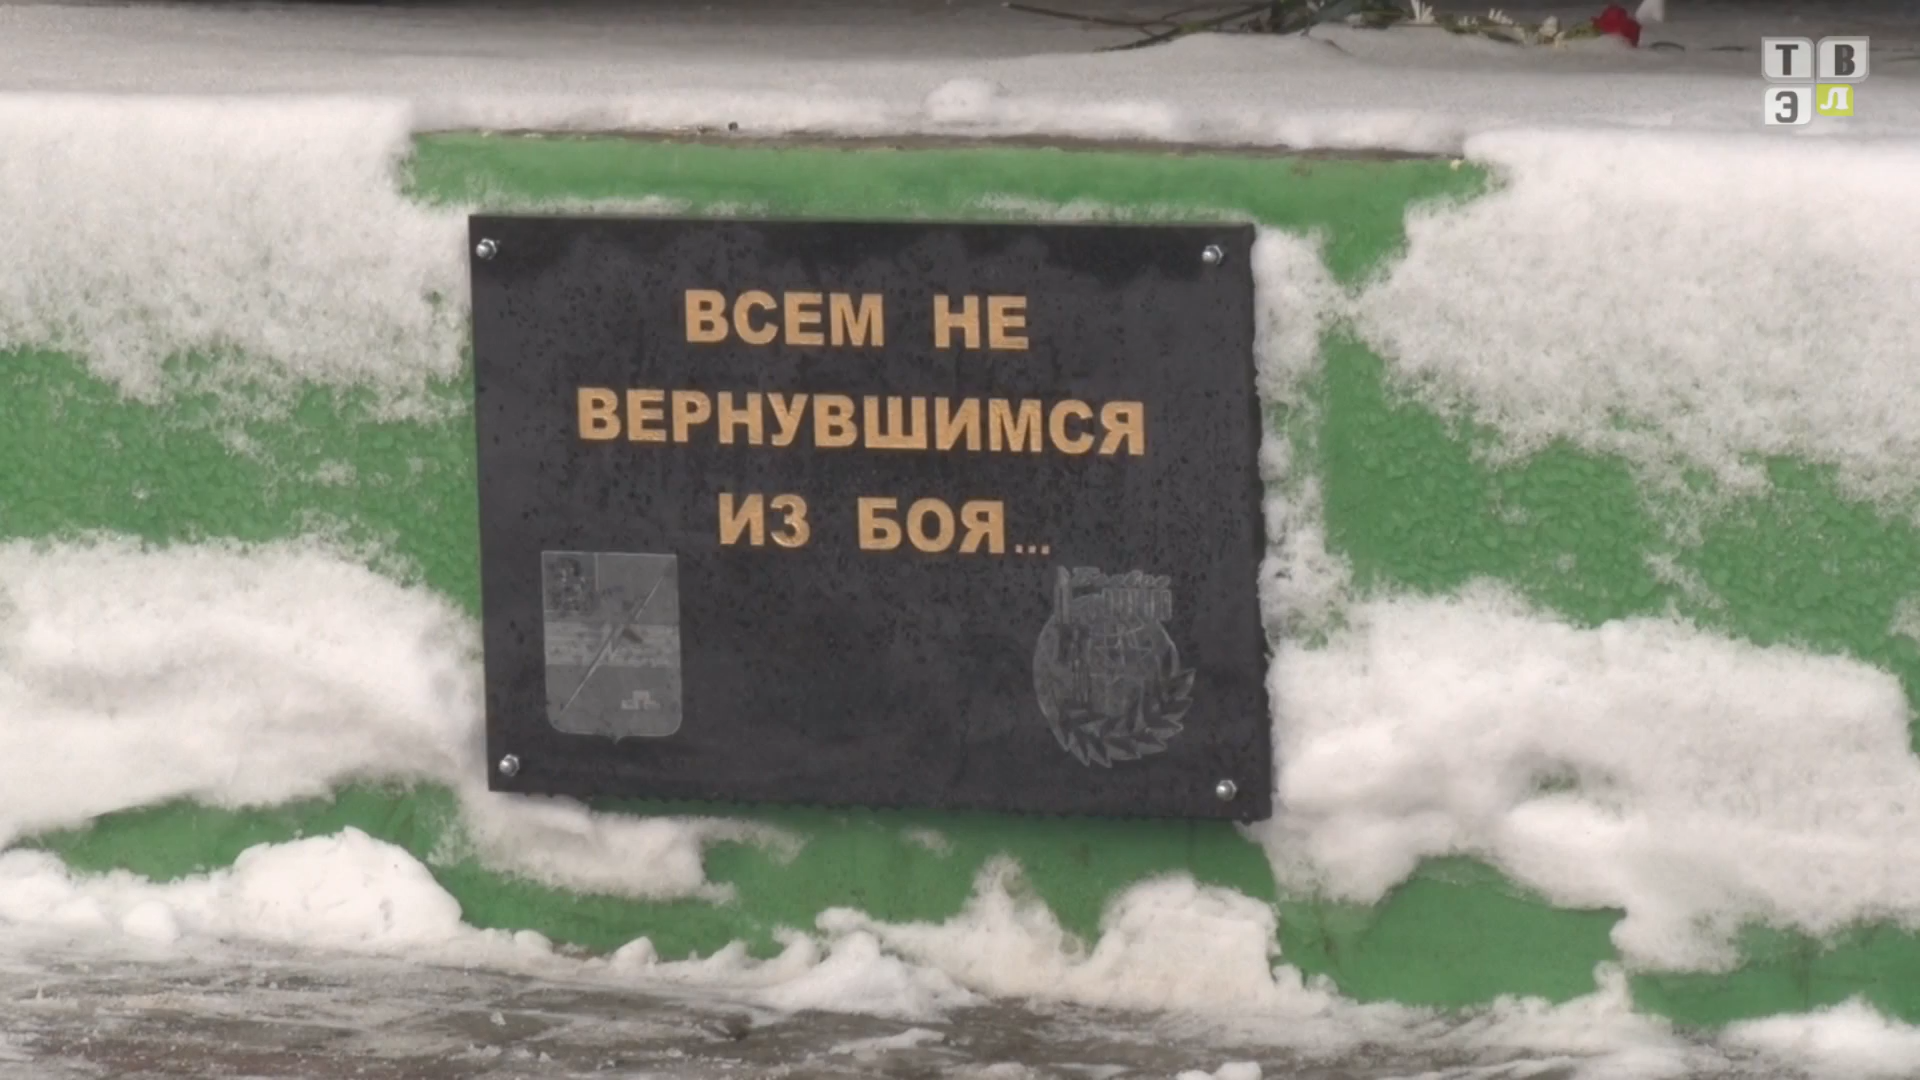 ТВ
ЭЛ
ВСЕМ НЕ
ВЕРНУВШИМСЯ
ИЗ БОЯ...